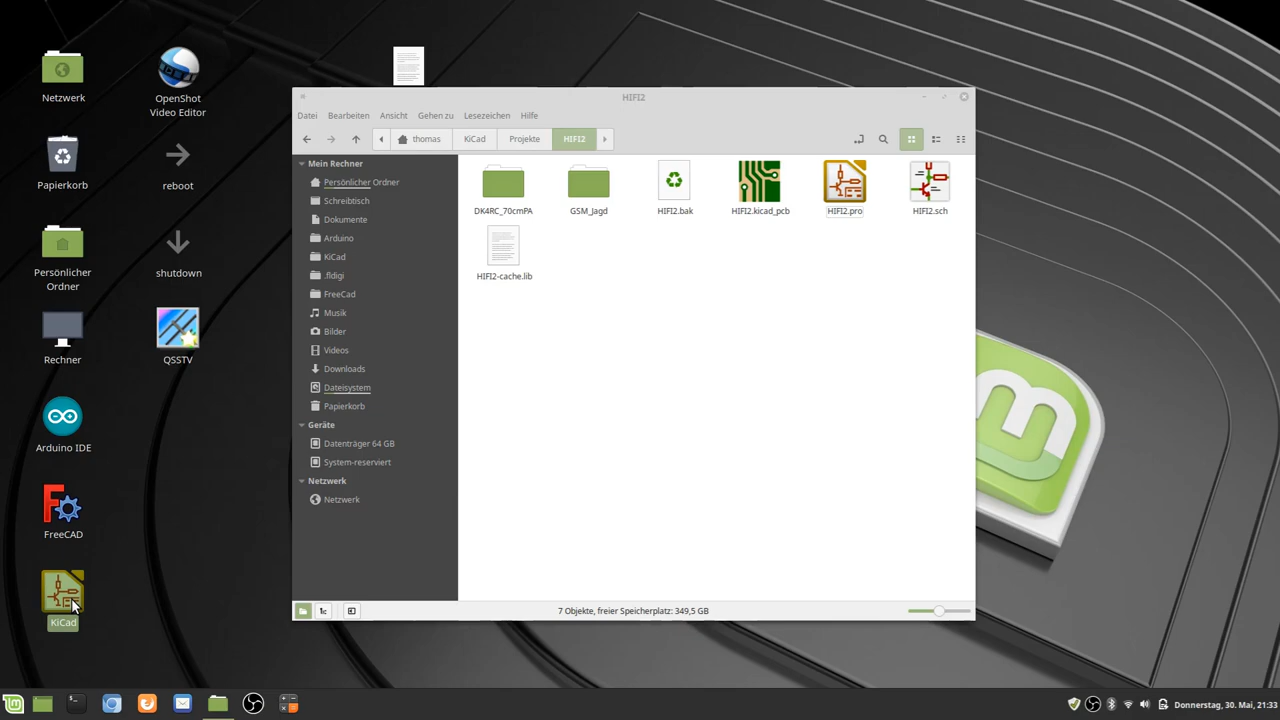 Netzwerk
OpenShot
Video Editor
Papierkorb
reboot
Persönlicher
Ordner
shutdown
Rechner
QSSTV
Arduino IDE
FreeCAD
KiCad
HIFI2
Datei Bearbeiten Ansicht Gehen zu Lesezeichen Hilfe
thomas KiCad Projekte HIFI2
Mein Rechner
Persönlicher Ordner
Schreibtisch
Dokumente
Arduino
KiCad
.fldigi
FreeCad
Musik
Bilder
Videos
Downloads
Dateisystem
Papierkorb
Geräte
Datenträger 64 GB
System-reserviert
Netzwerk
Netzwerk
DK4RC_70cmPA GSM_Jagd HIFI2.bak HIFI2.kicad_pcb HIFI2.pro HIFI2.sch
HIFI2-cache.lib
7 Objekte, freier Speicherplatz: 349,5 GB
Donnerstag, 30. Mai, 21:33